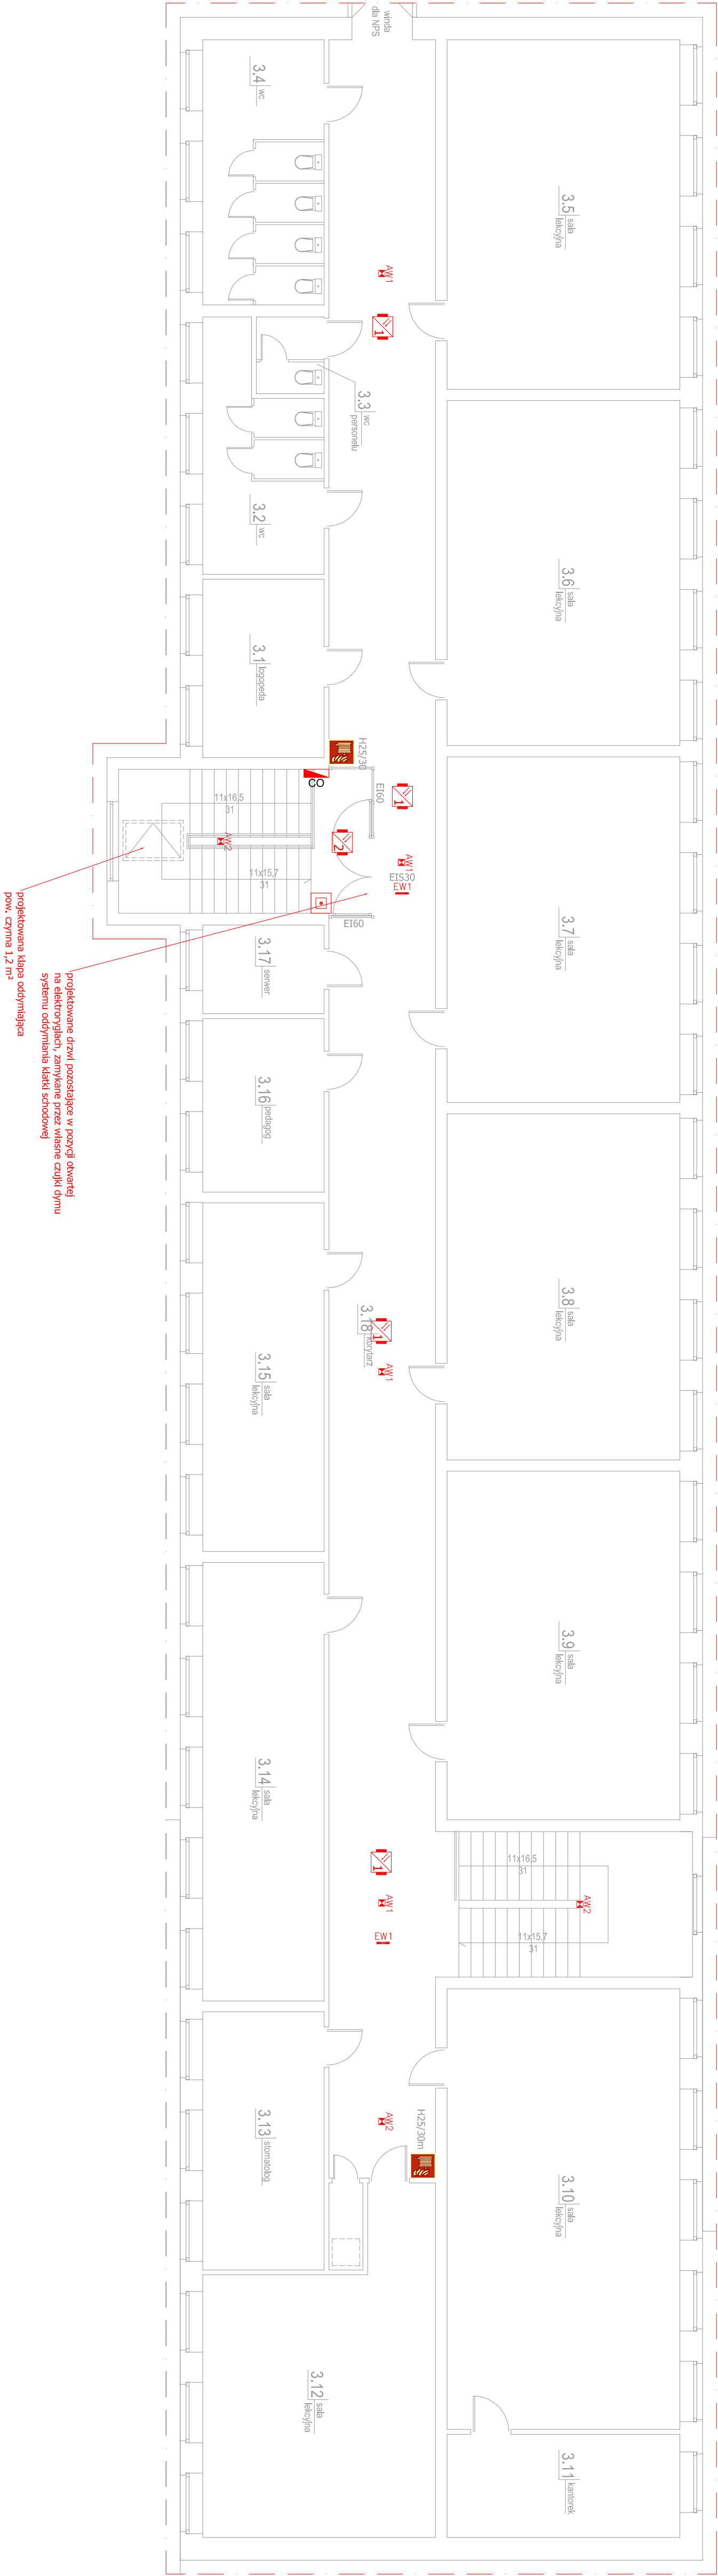 winda
dla NPS
3.4 wc
3.5 sala
lekcyjna
AW1
1
3.3 wc
personelu
3.2 wc
3.6 sala
lekcyjna
3.1 logopeda
H25/30
CO
EI60
1
2
AW1
EIS30
EW1
EI60
11x16,5
31
AW2
11x15,7
31
projektowana klapa oddymiająca
pow. czynna 1,2 m²
projektowane drzwi pozostające w pozycji otwartej
na elektroryglach, zamykane przez własne czujki dymu
systemu oddymiania klatki schodowej
3.7 sala
lekcyjna
3.17 serwer
3.16 pedagog
3.8 sala
lekcyjna
3.15 sala
lekcyjna
3.18 korytarz
1
AW1
3.9 sala
lekcyjna
3.14 sala
lekcyjna
1
AW1
EW1
11x16,5
31
AW2
11x15,7
31
3.13 stomatolog
AW2
H25/30m
3.10 sala
lekcyjna
3.12 sala
lekcyjna
3.11 kantorek